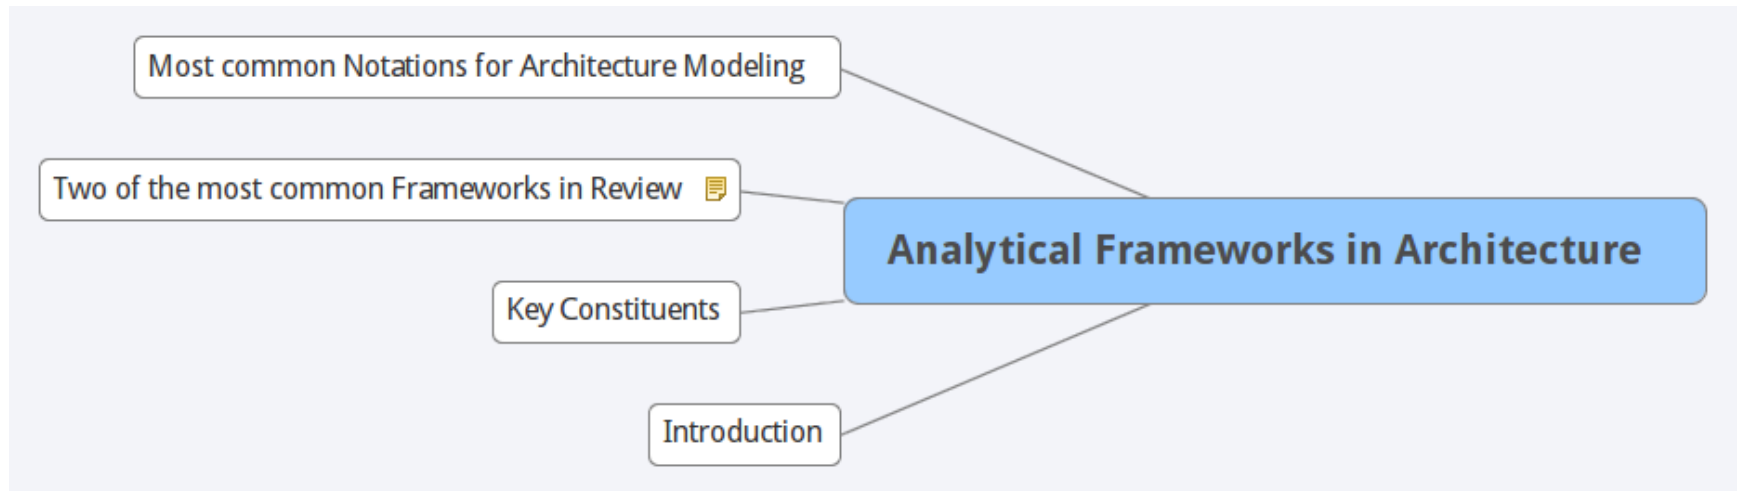 Most common Notations for Architecture Modeling
Two of the most common Frameworks in Review
Analytical Frameworks in Architecture
Key Constituents
Introduction